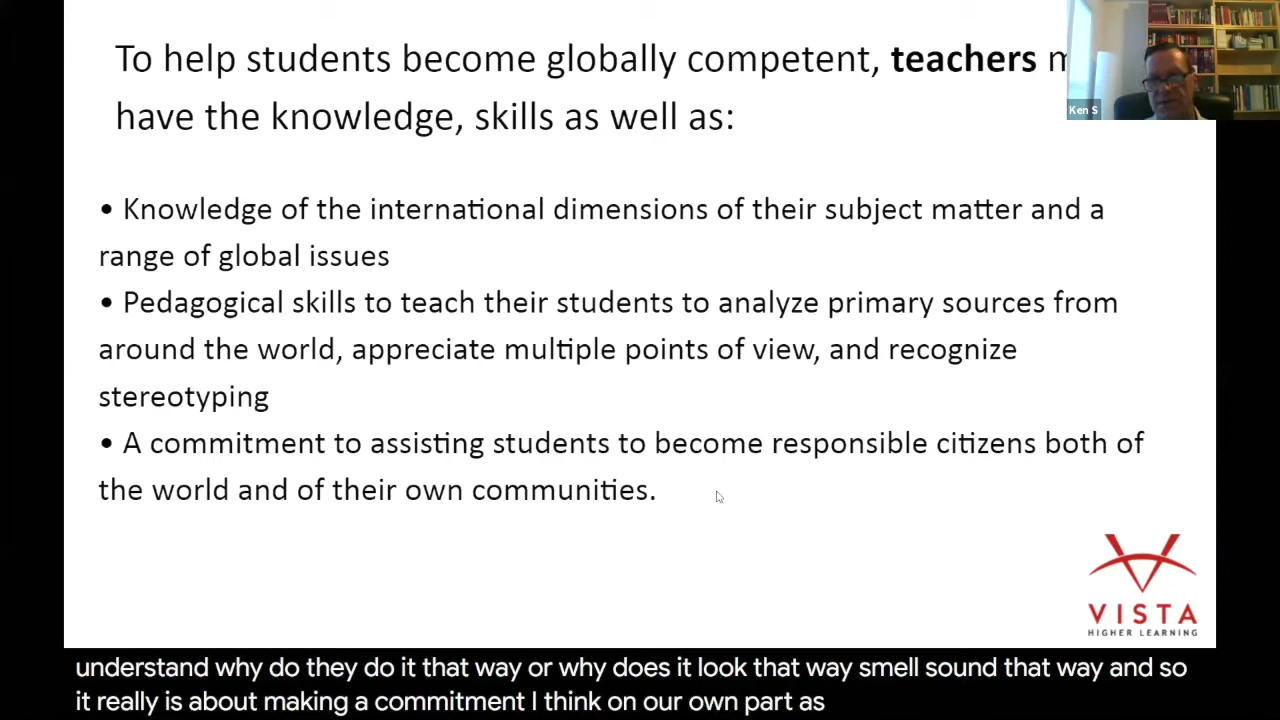 To help students become globally competent, teachers
have the knowledge, skills as well as:
Ken S
• Knowledge of the international dimensions of their subject matter and a
range of global issues
• Pedagogical skills to teach their students to analyze primary sources from
around the world, appreciate multiple points of view, and recognize
stereotyping
• A commitment to assisting students to become responsible citizens both of
the world and of their own communities.
VISTA
HIGHER LEARNING
understand why do they do it that way or why does it look that way smell sound that way and so
it really is about making a commitment I think on our own part as